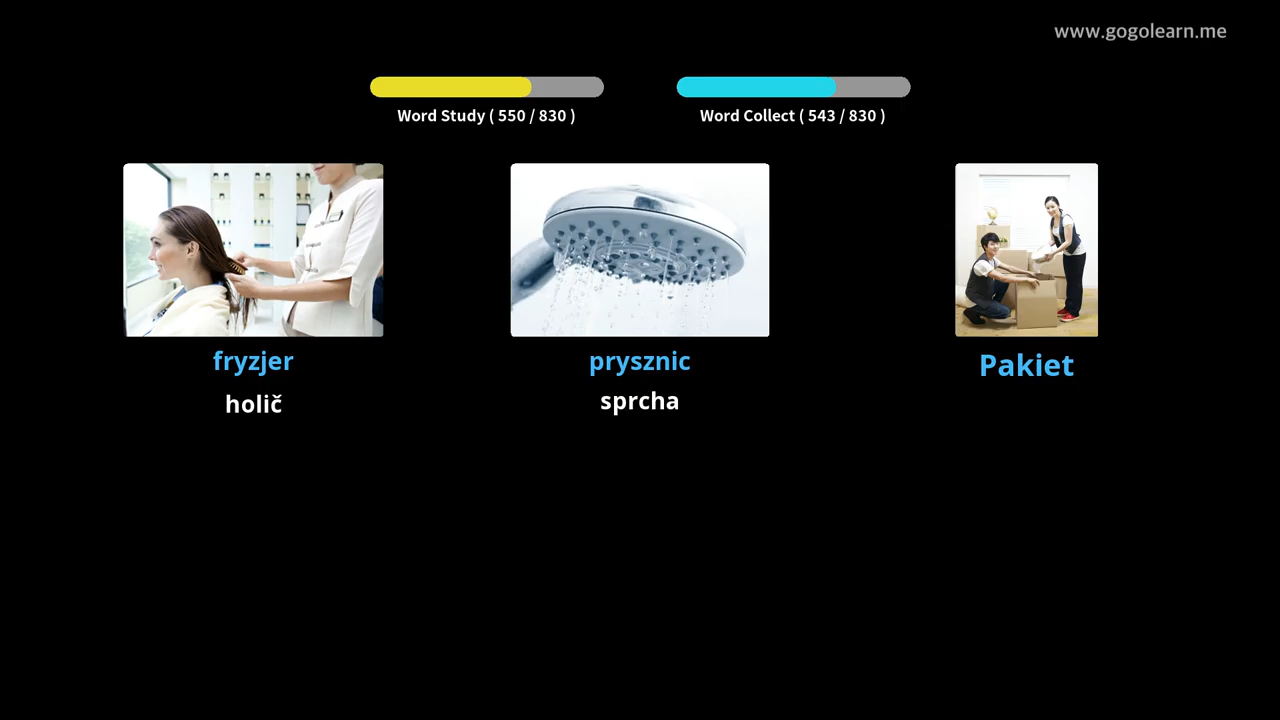 www.gogolearn.me
Word Study ( 550 / 830 )
Word Collect ( 543 / 830 )
fryzjer
holič
prysznic
sprcha
Pakiet